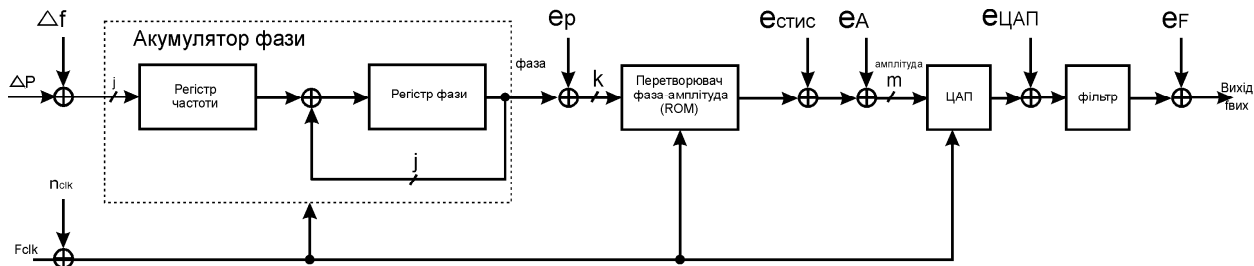 △f
Акумулятор фази
eр
eстис
eА
eЦАП
eF
△P
j
Регістр
частоти
Регістр фази
фаза
k
Перетворювач
фаза-амплітуда
(ROM)
амплітуда
m
ЦАП
фільтр
Вихід
fвих
j
nclk
Fclk